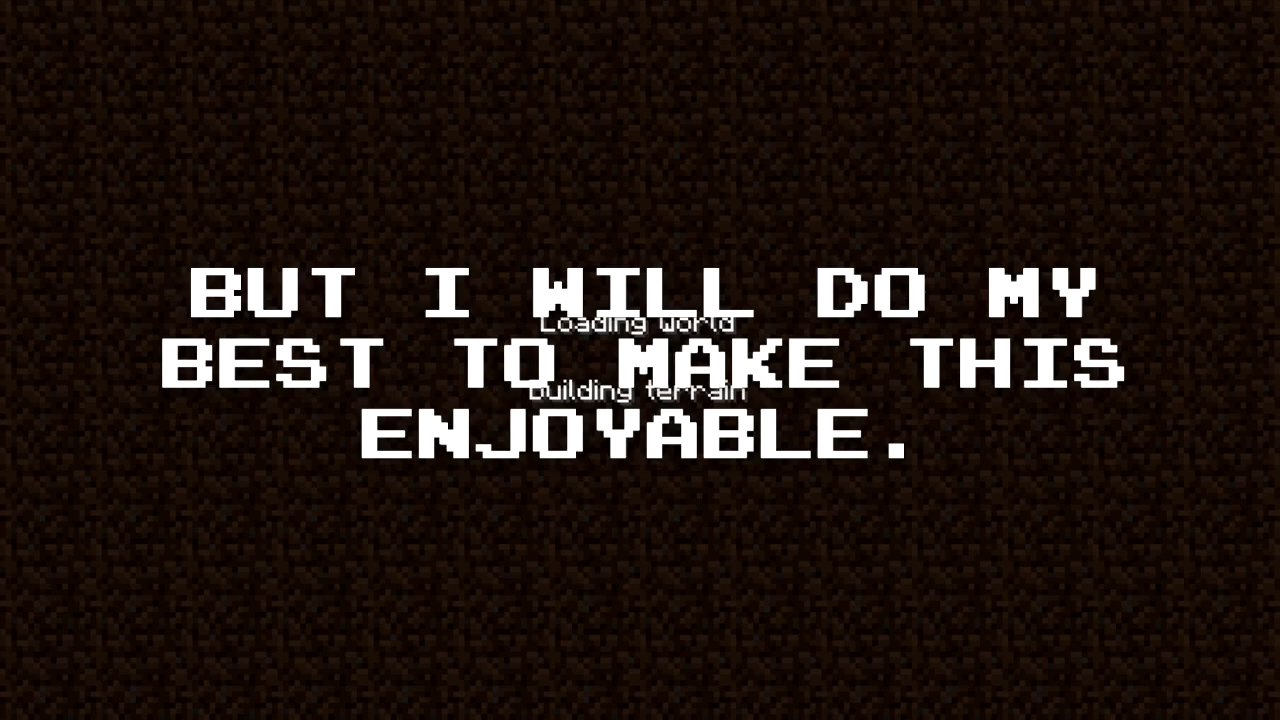 BUT I WILL DO MY
Loading world
BEST TO MAKE THIS
Building terrain
ENJOYABLE.